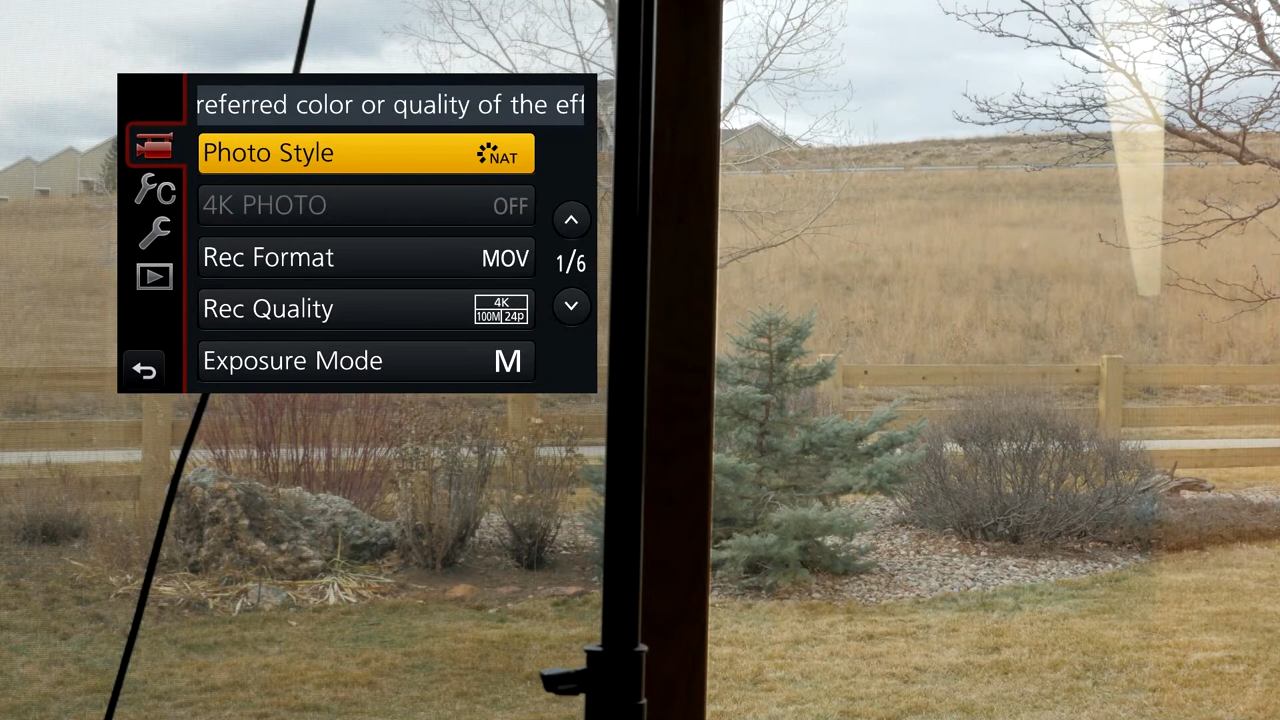 referred color or quality of the eff
Photo Style NAT
4K PHOTO OFF
Rec Format MOV
1/6
Rec Quality 4K 100M 24p
Exposure Mode M
C